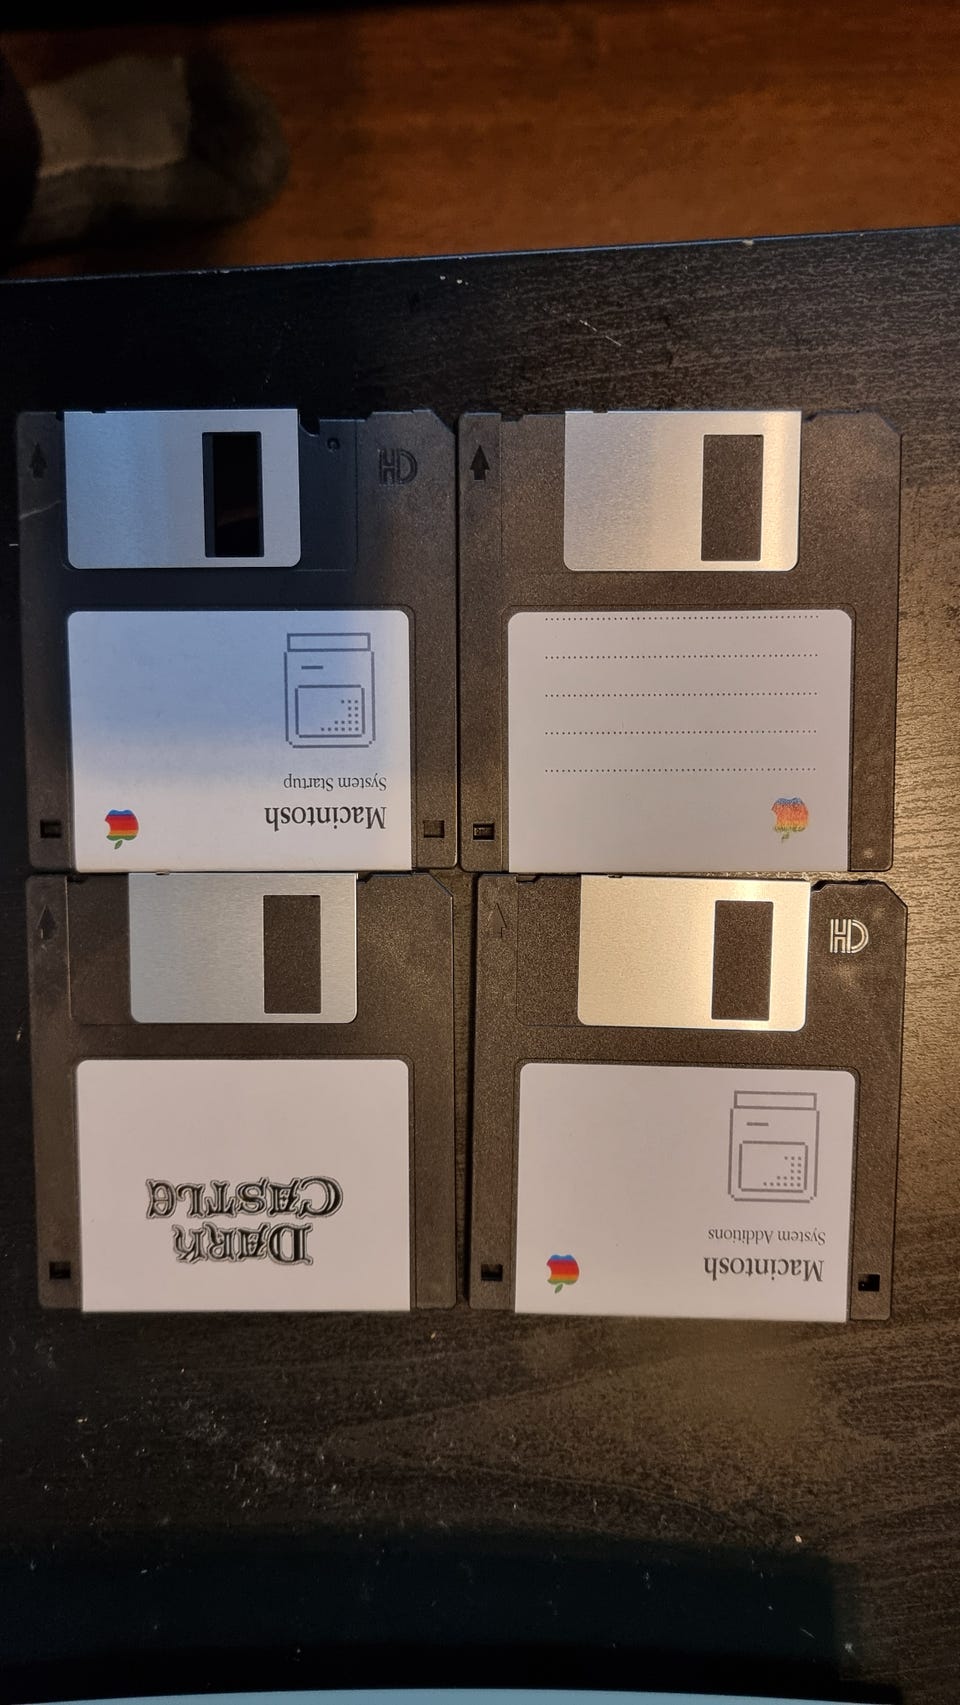 HD
Macintosh
System Startup
DARK
CASTLE
HD
Macintosh
System Additions